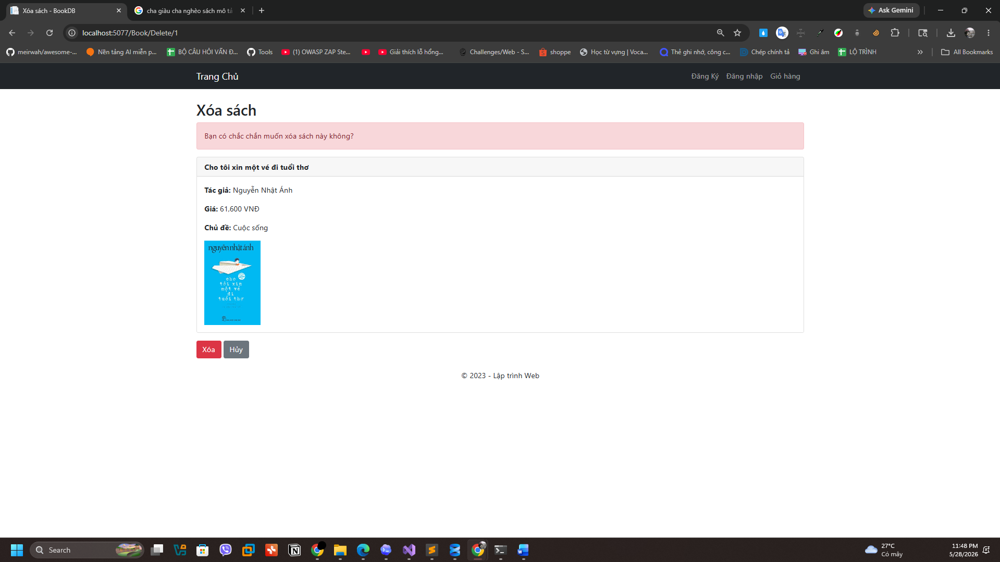 Xóa sách - BookDB
cha giàu cha nghèo sách mô tả
Ask Gemini
localhost:5077/Book/Delete/1
meirwah/awesome-...
Nền tảng AI miễn p...
BỘ CÂU HỎI VẤN Đ...
Tools
(1) OWASP ZAP Ste...
Giải thích lỗ hổng...
Challenges/Web - S...
shoppe
Học từ vựng | Voca...
Thẻ ghi nhớ, công c...
Chép chính tả
Ghi âm
LỘ TRÌNH
All Bookmarks
Trang Chủ
Đăng Ký
Đăng nhập
Giỏ hàng
Xóa sách
Bạn có chắc chắn muốn xóa sách này không?
Cho tôi xin một vé đi tuổi thơ
Tác giả: Nguyễn Nhật Ánh
Giá: 61,600 VNĐ
Chủ đề: Cuộc sống
nguyễn nhật ánh
cho
tôi xin
một vé
đi
tuổi thơ
Xóa
Hủy
© 2023 - Lập trình Web
Search
27°C
Có mây
11:48 PM
5/28/2026